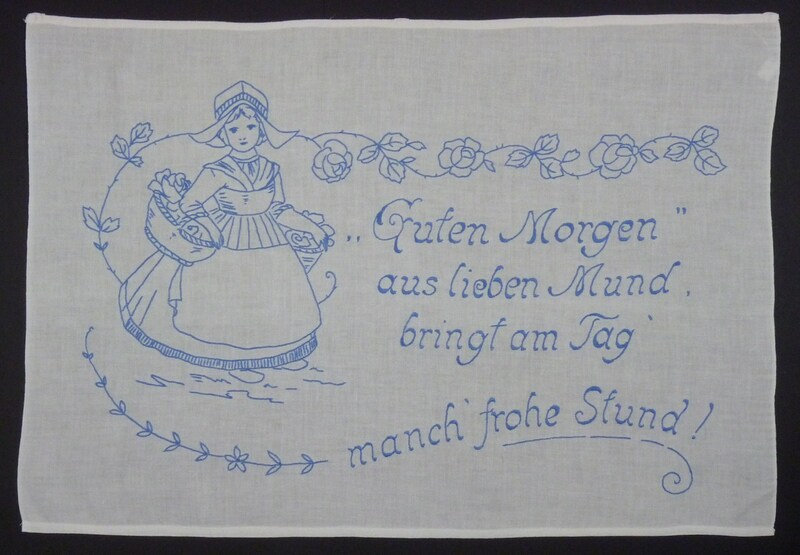 „Guten Morgen"
aus lieben Mund,
bringt am Tag'
manch' frohe Stund'!